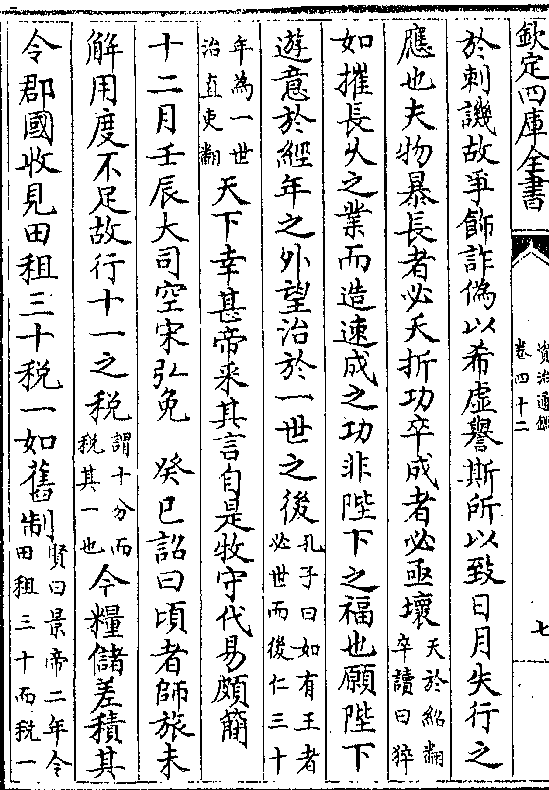 欽定四庫全書
資治通鑑
卷四十二
七
於刺譏故爭飾詐偽以希虛譽斯所以致日月失行之
應也夫物暴長者必夭折功卒成者必亟壞
夭於紹翻
卒讀曰猝
如摧長久之業而造速成之功非陛下之福也願陛下
遊意於經年之外望治於一世之後
孔子曰如有王者
必世而後仁三十
年為一世
治直吏翻
天下幸甚帝采其言自是牧守代易頗簡
十二月壬辰大司空宋弘免 癸巳詔曰頃者師旅未
解用度不足故行十一之稅
謂十分而
稅其一也
今糧儲差積其
令郡國收見田租三十稅一如舊制
賢曰景帝二年令
田租三十而稅一